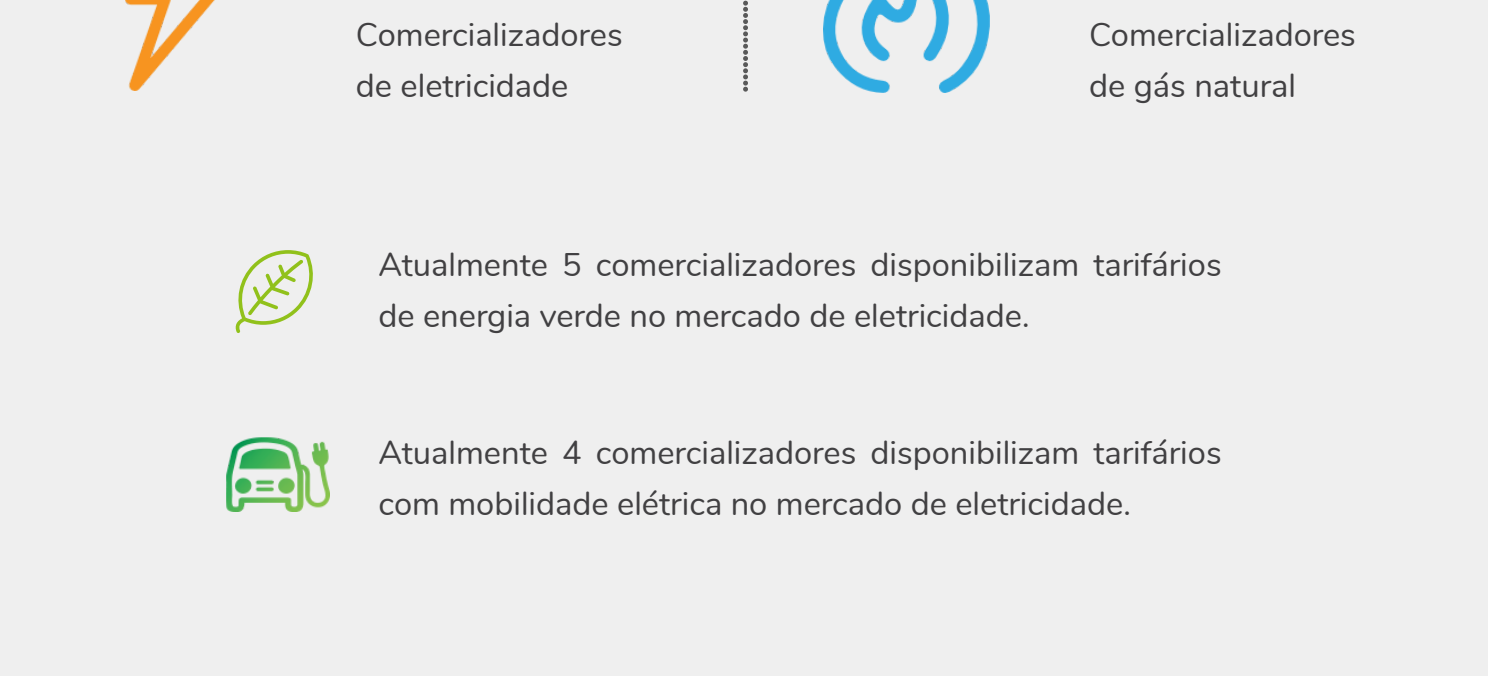 Comercializadores
de eletricidade
Comercializadores
de gás natural
Atualmente 5 comercializadores disponibilizam tarifários
de energia verde no mercado de eletricidade.
Atualmente 4 comercializadores disponibilizam tarifários
com mobilidade elétrica no mercado de eletricidade.